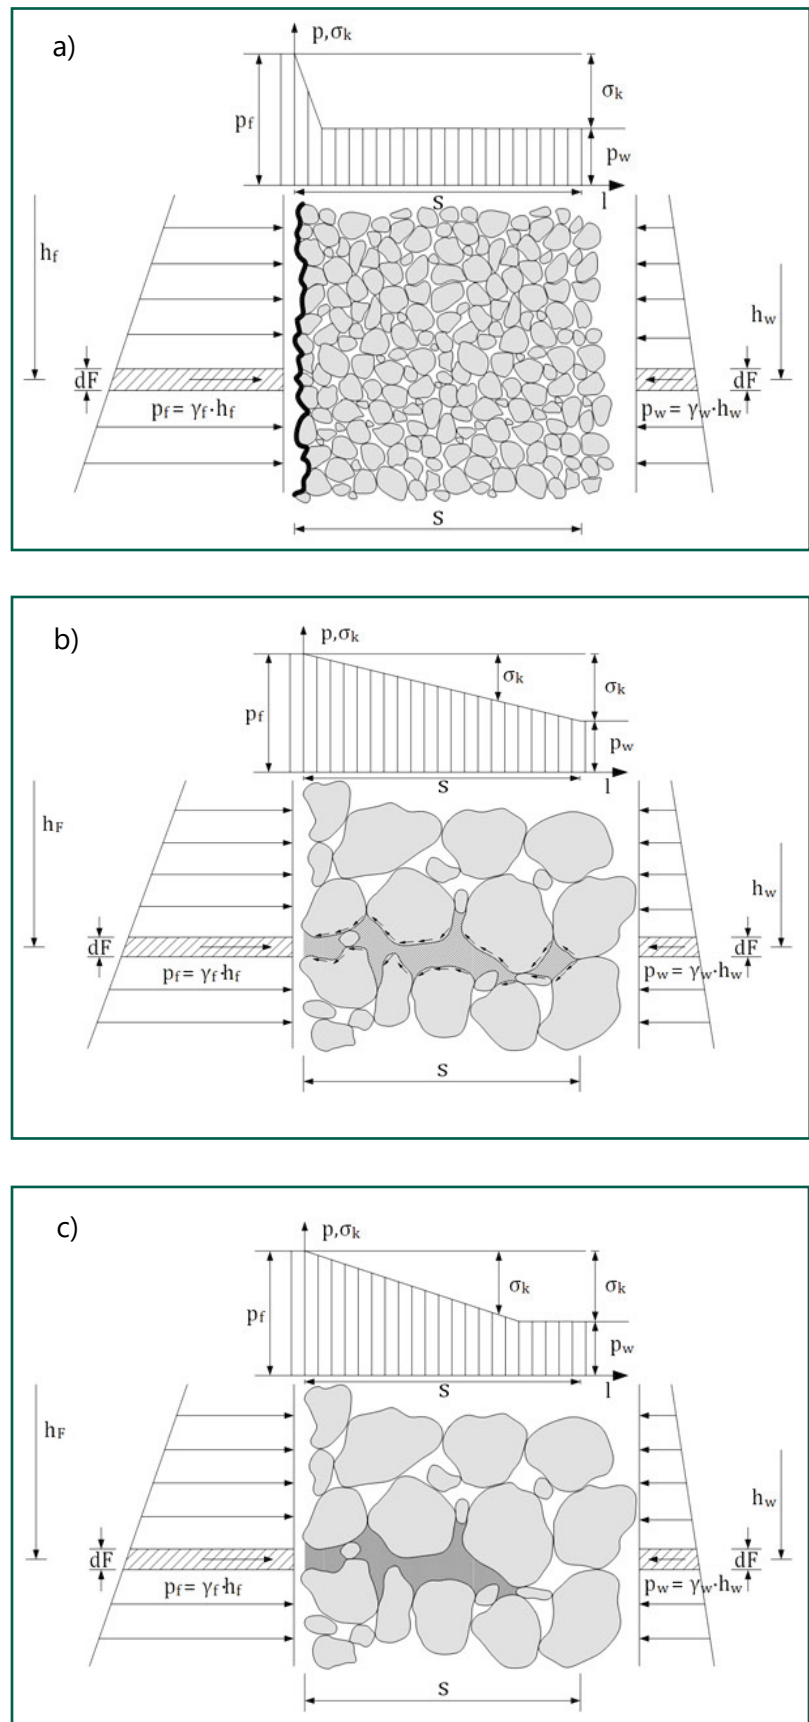 a)
p,σk
pf
σk
pw
S
l
hf
hw
dF
dF
pf = γf·hf
pw = γw·hw
S
b)
p,σk
σk
σk
pf
pw
S
l
hF
hw
dF
dF
pf = γf·hf
pw = γw·hw
S
c)
p,σk
σk
σk
pf
pw
S
l
hF
hw
dF
dF
pf = γf·hf
pw = γw·hw
S